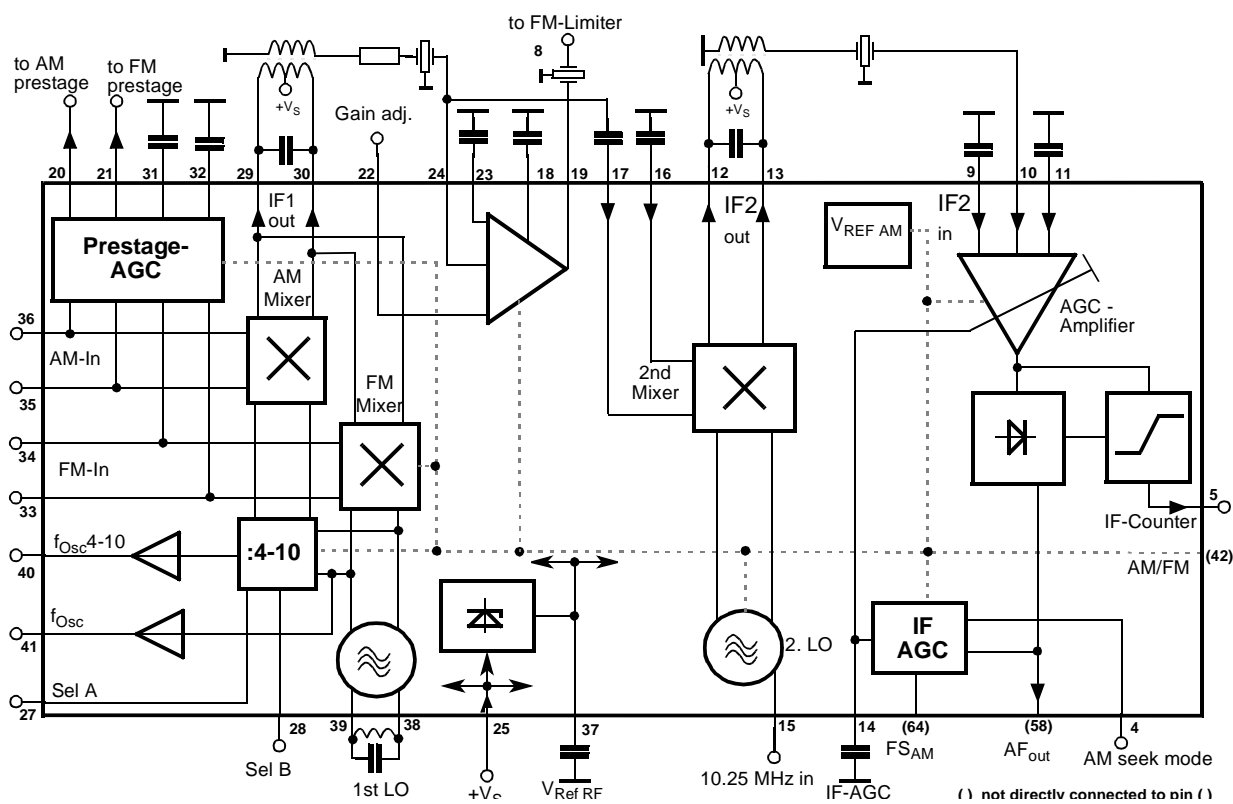 to FM-Limiter
8
to AM
prestage
to FM
prestage
+VS
Gain adj.
+VS
20 21 31 32 29 30 22 24 23 18 19 17 16 12 13 9 10 11
IF1
out
IF2
out
IF2
in
VREF AM
Prestage-
AGC
AM
Mixer
AGC -
Amplifier
36
AM-In
35
2nd
Mixer
FM
Mixer
34
FM-In
33
5
IF-Counter
fOsc4-10
:4-10
40
AM/FM
(42)
fOsc
41
IF
AGC
2. LO
Sel A
27
28 39 38 25 37 15 14 (64) (58) 4
Sel B
1st LO
+VS
VRef RF
10.25 MHz in
IF-AGC
FSAM
AFout
AM seek mode
( ) not directly connected to pin ( )